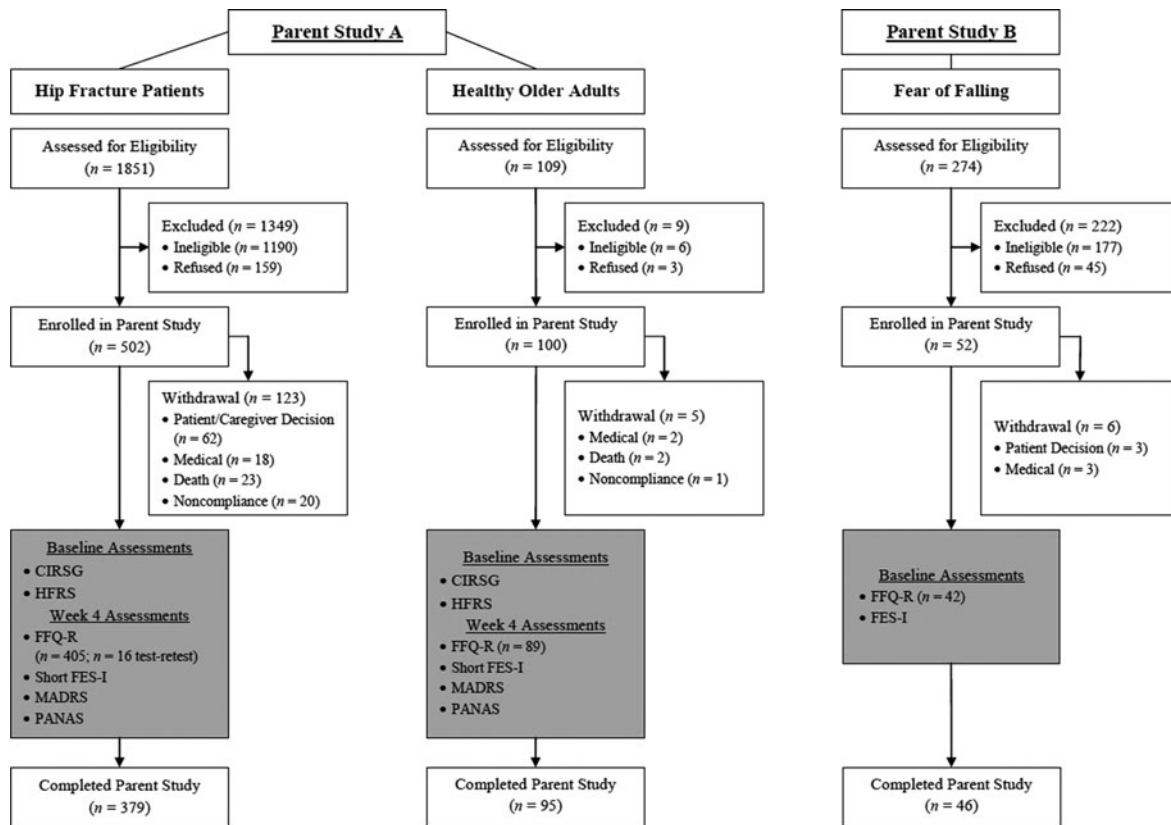 Parent Study A
Hip Fracture Patients
Assessed for Eligibility
(n = 1851)
Excluded (n = 1349)
• Ineligible (n = 1190)
• Refused (n = 159)
Enrolled in Parent Study
(n = 502)
Withdrawal (n = 123)
• Patient/Caregiver Decision
(n = 62)
• Medical (n = 18)
• Death (n = 23)
• Noncompliance (n = 20)
Baseline Assessments
• CIRSG
• HFRS
Week 4 Assessments
• FFQ-R
(n = 405; n = 16 test-retest)
• Short FES-I
• MADRS
• PANAS
Completed Parent Study
(n = 379)
Healthy Older Adults
Assessed for Eligibility
(n = 109)
Excluded (n = 9)
• Ineligible (n = 6)
• Refused (n = 3)
Enrolled in Parent Study
(n = 100)
Withdrawal (n = 5)
• Medical (n = 2)
• Death (n = 2)
• Noncompliance (n = 1)
Baseline Assessments
• CIRSG
• HFRS
Week 4 Assessments
• FFQ-R (n = 89)
• Short FES-I
• MADRS
• PANAS
Completed Parent Study
(n = 95)
Parent Study B
Fear of Falling
Assessed for Eligibility
(n = 274)
Excluded (n = 222)
• Ineligible (n = 177)
• Refused (n = 45)
Enrolled in Parent Study
(n = 52)
Withdrawal (n = 6)
• Patient Decision (n = 3)
• Medical (n = 3)
Baseline Assessments
• FFQ-R (n = 42)
• FES-I
Completed Parent Study
(n = 46)